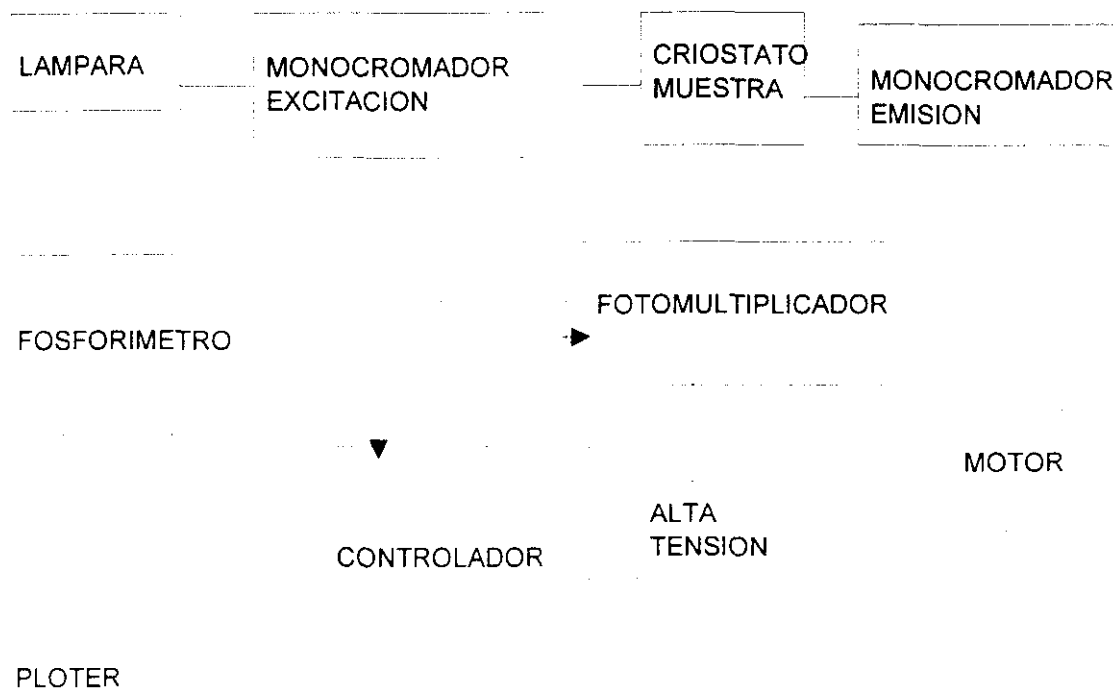 LAMPARA
MONOCROMADOR
EXCITACION
CRIOSTATO
MUESTRA
MONOCROMADOR
EMISION
FOSFORIMETRO
FOTOMULTIPLICADOR
MOTOR
ALTA
TENSION
CONTROLADOR
PLOTER